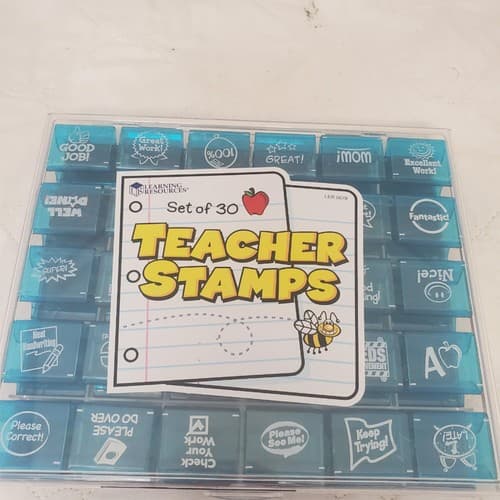 GOOD
JOB!
Great
Work!
100%
GREAT!
WOW!
Excellent
Work!
LEARNING
RESOURCES
Set of 30
TEACHER
STAMPS
WELL
DONE!
Fantastic!
SUPER!
Nice!
Neat
Handwriting
A
Please
Correct!
PLEASE
DO OVER
Check
Your
Work
Please
See Me!
Keep
Trying!
LATE!